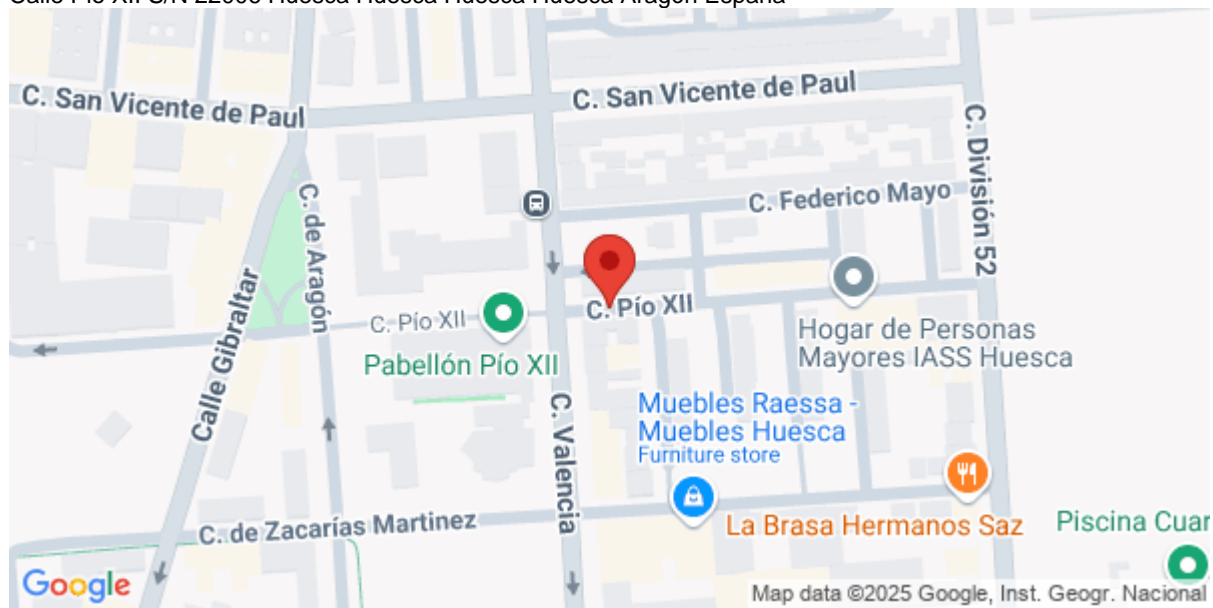 C. San Vicente de Paul
C. San Vicente de Paul
C. División 52
C. Federico Mayo
C. de Aragón
Calle Gibraltar
C. Pío XII
C. Pío XII
Pabellón Pío XII
Hogar de Personas
Mayores IASS Huesca
C. Valencia
Muebles Raessa -
Muebles Huesca
Furniture store
La Brasa Hermanos Saz
Piscina Cuar
C. de Zacarías Martinez
Google
Map data ©2025 Google, Inst. Geogr. Nacional